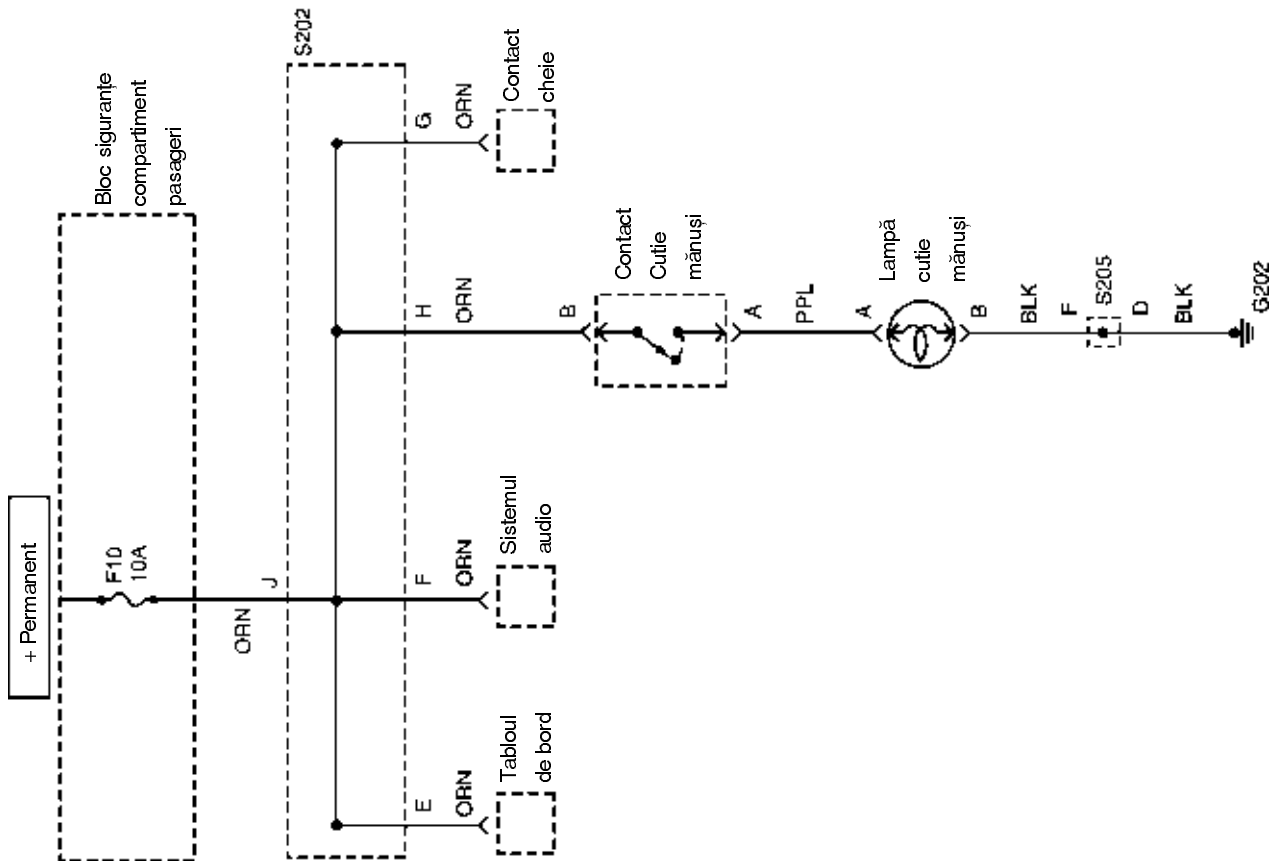 + Permanent
F10
10A
Bloc siguranțe
compartiment
pasageri
ORN
J
S202
E
ORN
Tabloul
de bord
F
ORN
Sistemul
audio
H
ORN
B
Contact
Cutie
mănuși
A
PPL
A
Lampă
cutie
mănuși
B
BLK
F
S205
D
BLK
G202
G
ORN
Contact
cheie